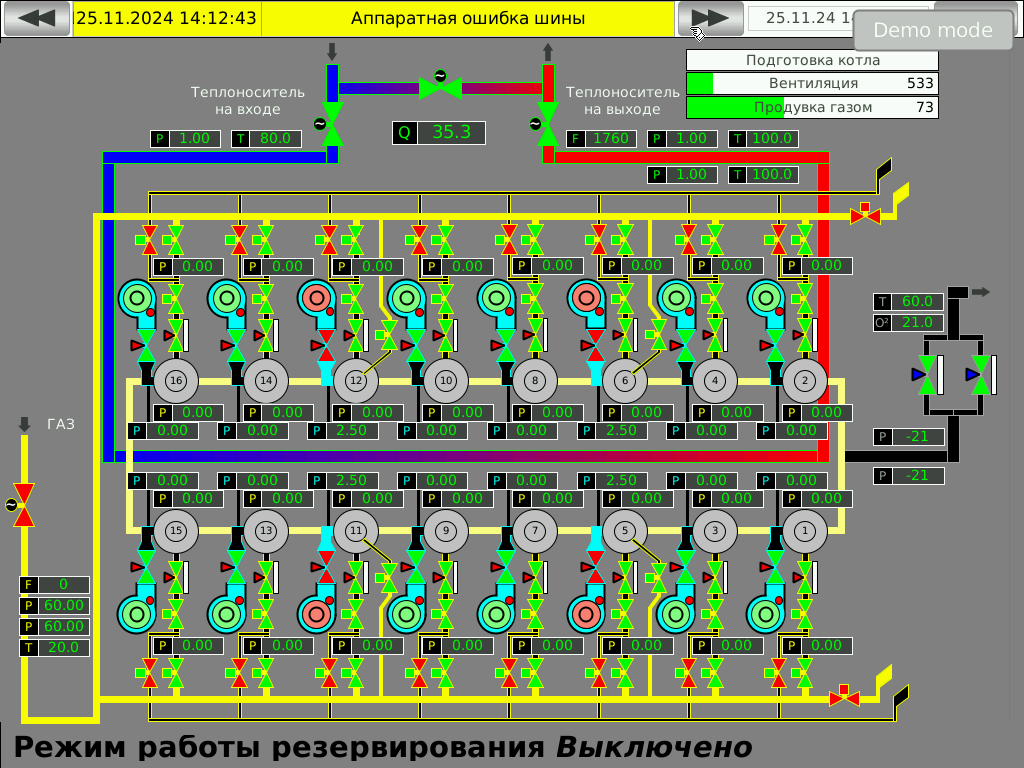 25.11.2024 14:12:43
Аппаратная ошибка шины
25.11.24 14
Demo mode
Подготовка котла
Вентиляция 533
Продувка газом 73
Теплоноситель
на входе
Теплоноситель
на выходе
P 1.00 T 80.0
Q 35.3
F 1760 P 1.00 T 100.0
P 1.00 T 100.0
P 0.00 P 0.00 P 0.00 P 0.00 P 0.00 P 0.00 P 0.00 P 0.00
T 60.0
O² 21.0
16 14 12 10 8 6 4 2
P 0.00 P 0.00 P 0.00 P 0.00 P 0.00 P 0.00 P 0.00 P 0.00
P 0.00 P 0.00 P 2.50 P 0.00 P 0.00 P 2.50 P 0.00 P 0.00
ГАЗ
P -21
P -21
P 0.00 P 0.00 P 2.50 P 0.00 P 0.00 P 2.50 P 0.00 P 0.00
P 0.00 P 0.00 P 0.00 P 0.00 P 0.00 P 0.00 P 0.00 P 0.00
15 13 11 9 7 5 3 1
F 0
P 60.00
P 60.00
T 20.0
P 0.00 P 0.00 P 0.00 P 0.00 P 0.00 P 0.00 P 0.00 P 0.00
Режим работы резервирования Выключено